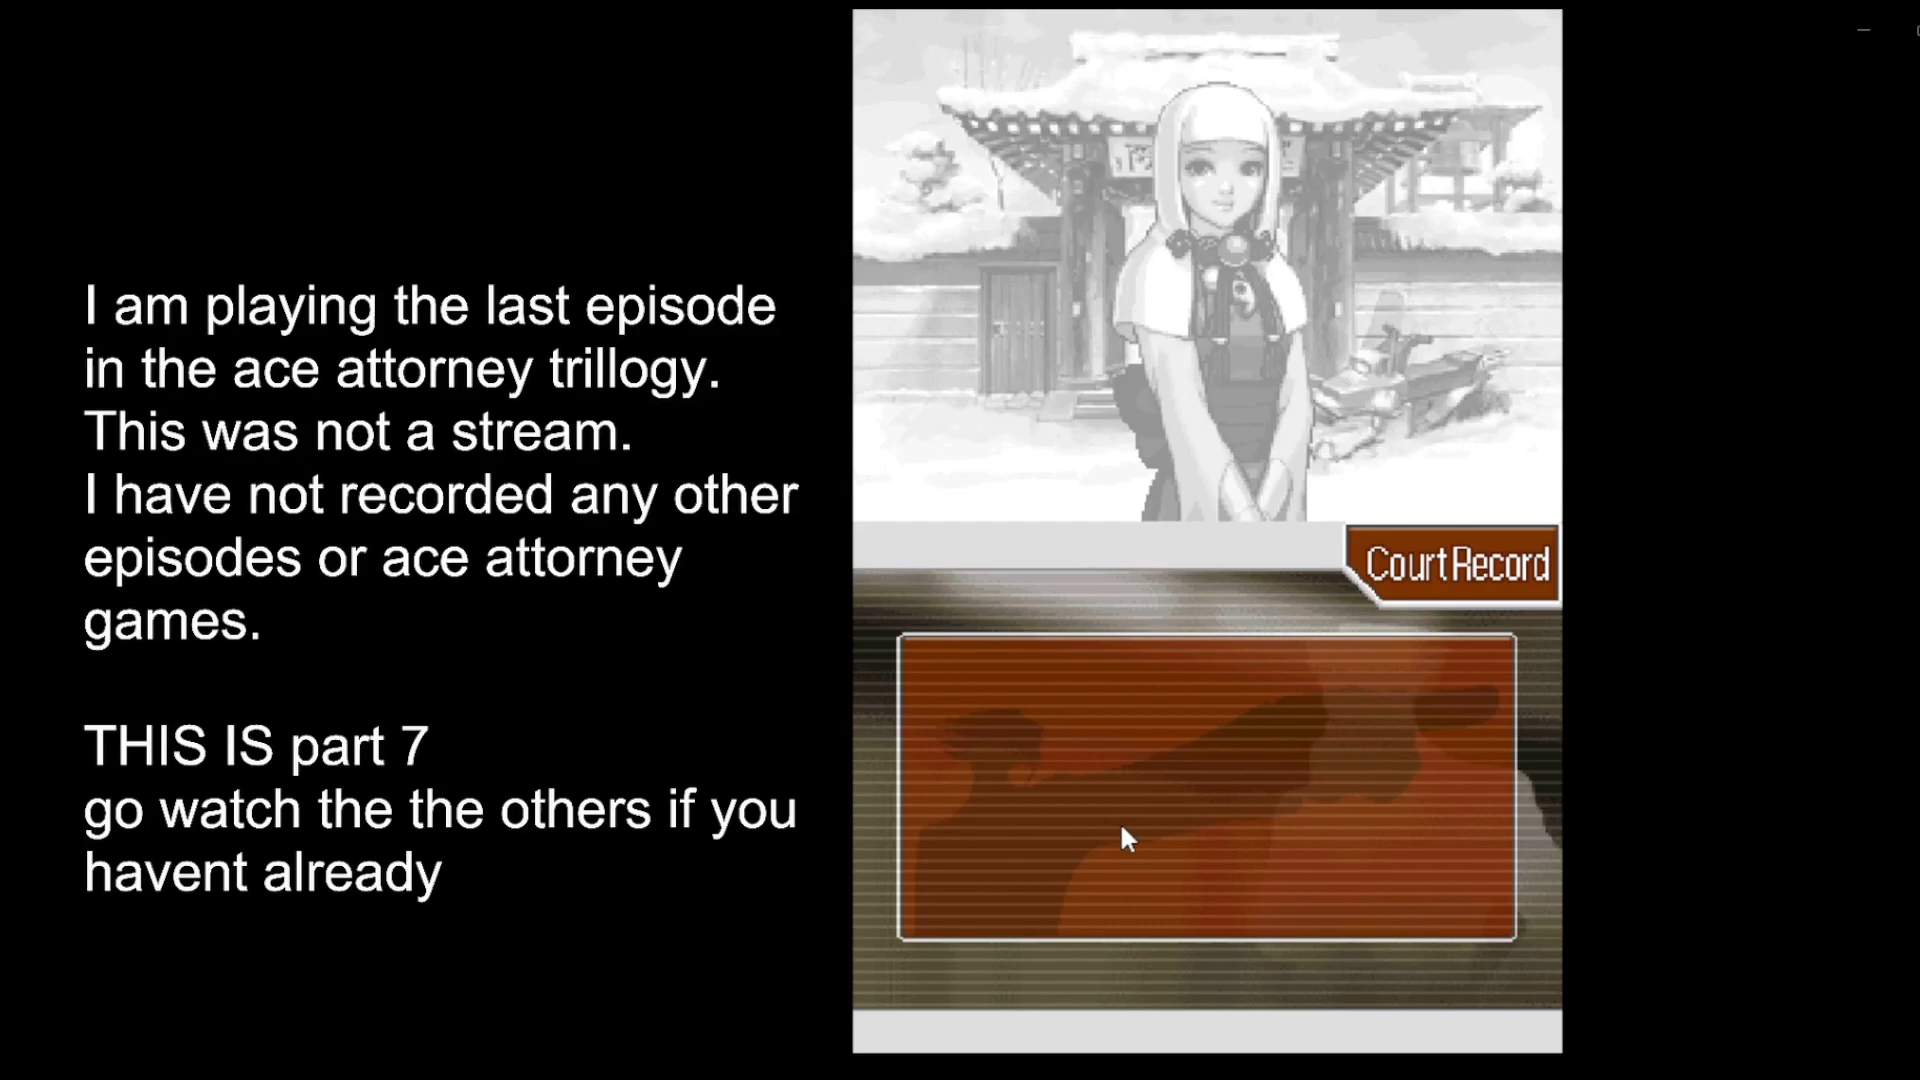 I am playing the last episode
in the ace attorney trillogy.
This was not a stream.
I have not recorded any other
episodes or ace attorney
games.
THIS IS part 7
go watch the the others if you
havent already
Court Record